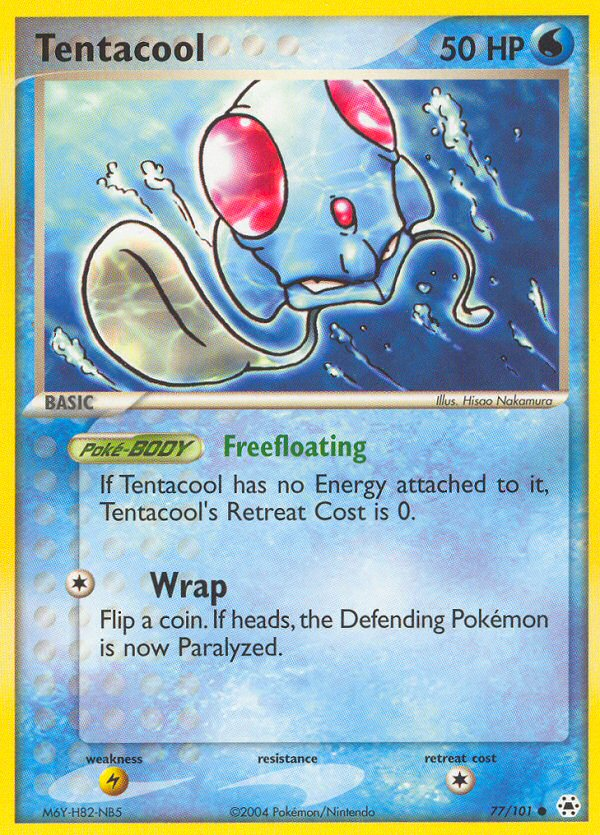 Tentacool
50 HP
BASIC
Illus. Hisao Nakamura
Poké-BODY Freefloating
If Tentacool has no Energy attached to it,
Tentacool's Retreat Cost is 0.
Wrap
Flip a coin. If heads, the Defending Pokémon
is now Paralyzed.
weakness resistance retreat cost
M6Y-H82-NB5 ©2004 Pokémon/Nintendo 77/101